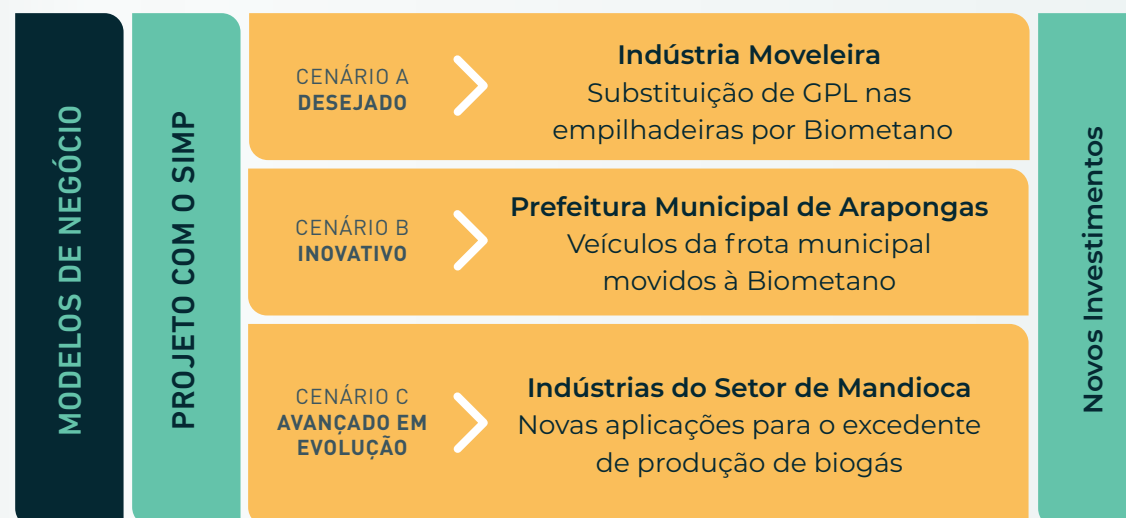 MODELOS DE NEGÓCIO
PROJETO COM O SIMP
CENÁRIO A
DESEJADO
Indústria Moveleira
Substituição de GPL nas
empilhadeiras por Biometano
CENÁRIO B
INOVATIVO
Prefeitura Municipal de Arapongas
Veículos da frota municipal
movidos à Biometano
CENÁRIO C
AVANÇADO EM
EVOLUÇÃO
Indústrias do Setor de Mandioca
Novas aplicações para o excedente
de produção de biogás
Novos Investimentos